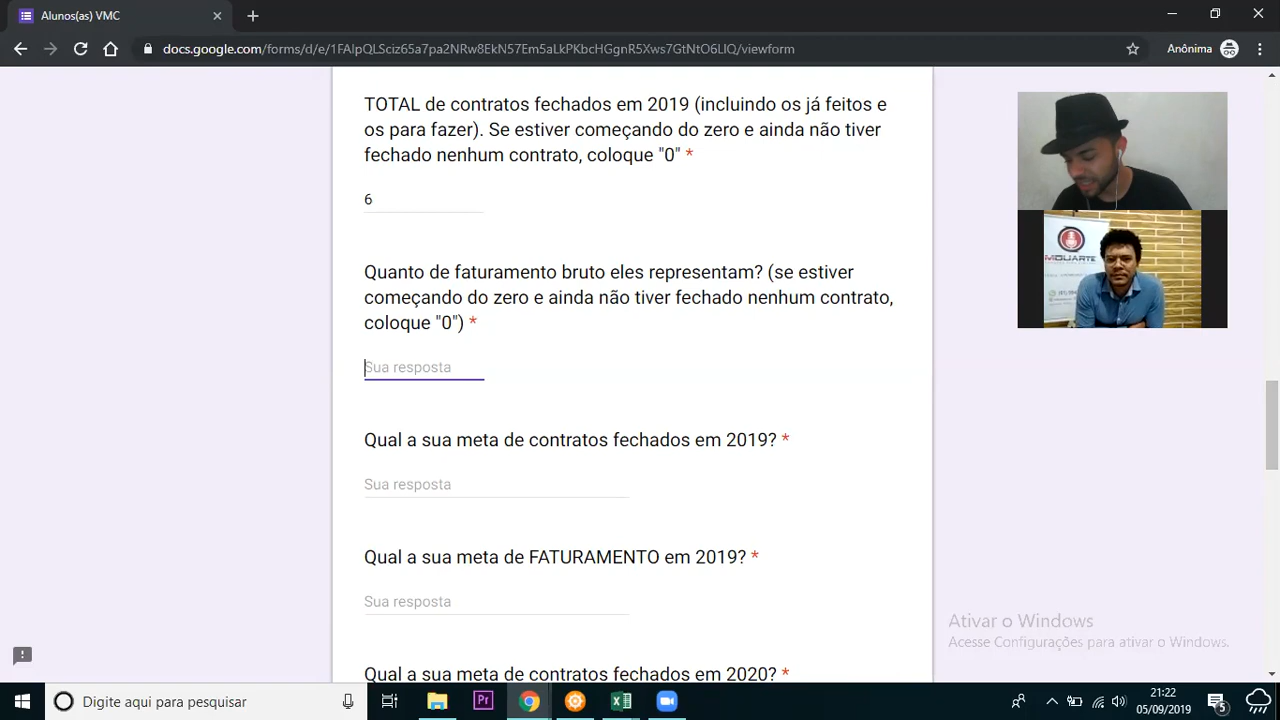 Alunos(as) VMC
docs.google.com/forms/d/e/1FAIpQLSciz65a7pa2NRw8EkN57Em5aLkPKbcHGgnR5Xws7GtNtO6LIQ/viewform
Anônima
TOTAL de contratos fechados em 2019 (incluindo os já feitos e
os para fazer). Se estiver começando do zero e ainda não tiver
fechado nenhum contrato, coloque "0" *
6
Quanto de faturamento bruto eles representam? (se estiver
começando do zero e ainda não tiver fechado nenhum contrato,
coloque "0") *
Sua resposta
Qual a sua meta de contratos fechados em 2019? *
Sua resposta
Qual a sua meta de FATURAMENTO em 2019? *
Sua resposta
Qual a sua meta de contratos fechados em 2020? *
Ativar o Windows
Acesse Configurações para ativar o Windows.
Digite aqui para pesquisar
Pr
21:22
05/09/2019
5